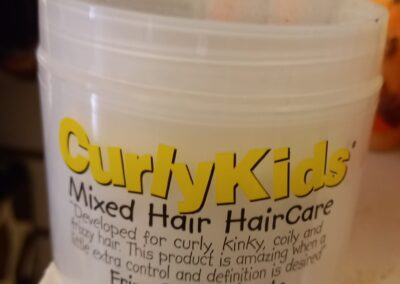 CurlyKids
Mixed Hair HairCare
"Developed for curly, kinky, coily and
frizzy hair. This product is amazing when a
little extra control and definition is desired"